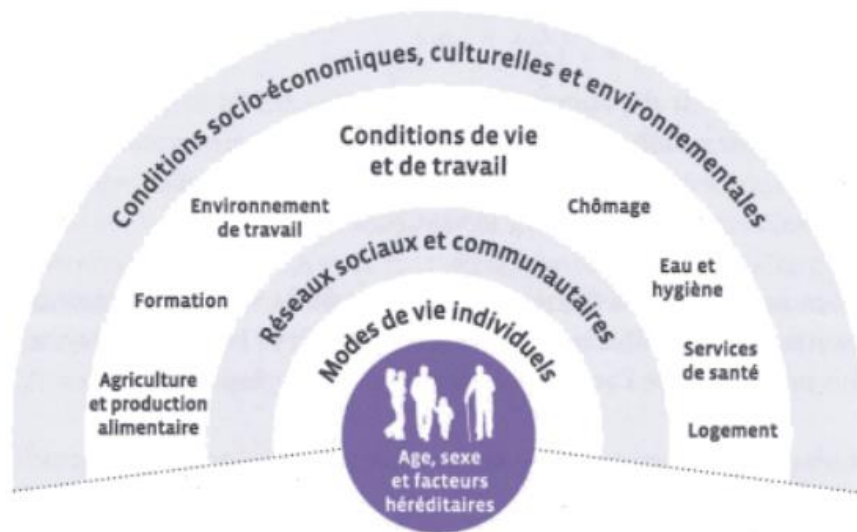 Conditions socio-économiques, culturelles et environnementales
Conditions de vie
et de travail
Environnement
de travail
Chômage
Réseaux sociaux et communautaires
Formation
Eau et
hygiène
Modes de vie individuels
Agriculture
et production
alimentaire
Services
de santé
Logement
Age, sexe
et facteurs
héréditaires